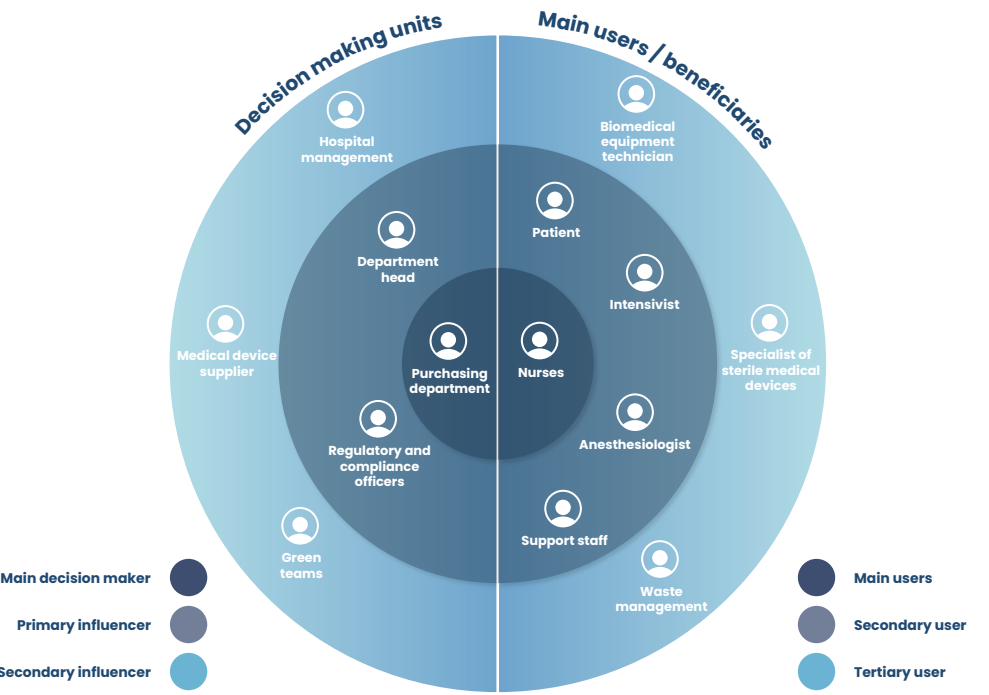 Decision making units
Main users / beneficiaries
Hospital
management
Biomedical
equipment
technician
Patient
Department
head
Intensivist
Medical device
supplier
Purchasing
department
Nurses
Specialist of
sterile medical
devices
Regulatory and
compliance
officers
Anesthesiologist
Support staff
Green
teams
Waste
management
Main decision maker
Primary influencer
Secondary influencer
Main users
Secondary user
Tertiary user